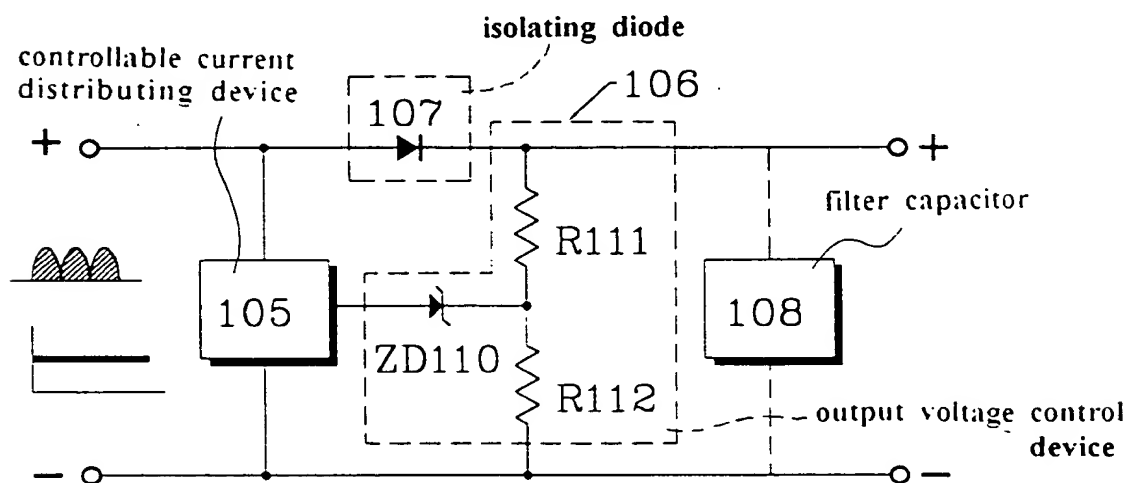 isolating diode
controllable current
distributing device
107
106
+
+
filter capacitor
R111
105
108
ZD110
R112
output voltage control
device
−
−